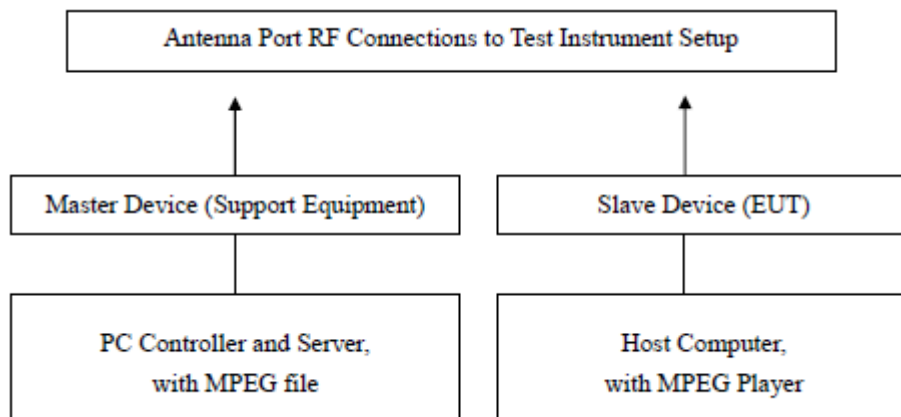 Antenna Port RF Connections to Test Instrument Setup
Master Device (Support Equipment)
Slave Device (EUT)
PC Controller and Server,
with MPEG file
Host Computer,
with MPEG Player